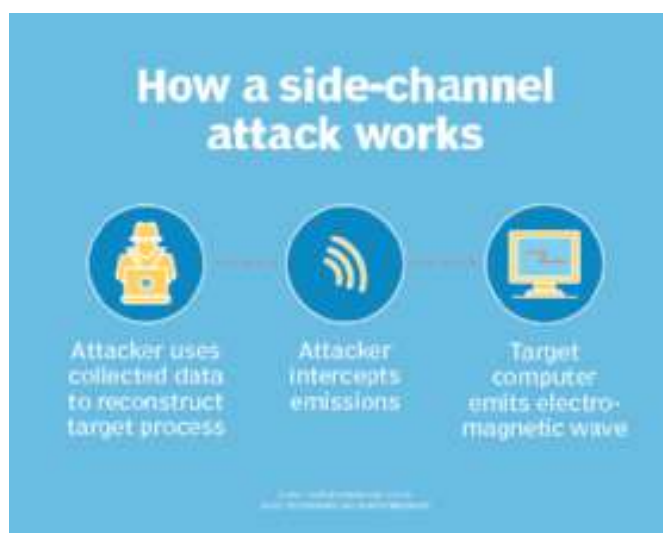 How a side-channel
attack works
Attacker uses
collected data
to reconstruct
target process
Attacker
intercepts
emissions
Target
computer
emits electro-
magnetic wave